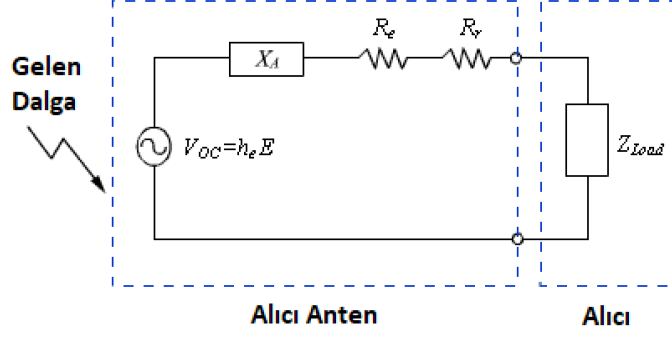 Gelen
Dalga
X_A
R_e
R_r
V_OC=h_eE
Z_Load
Alıcı Anten
Alıcı